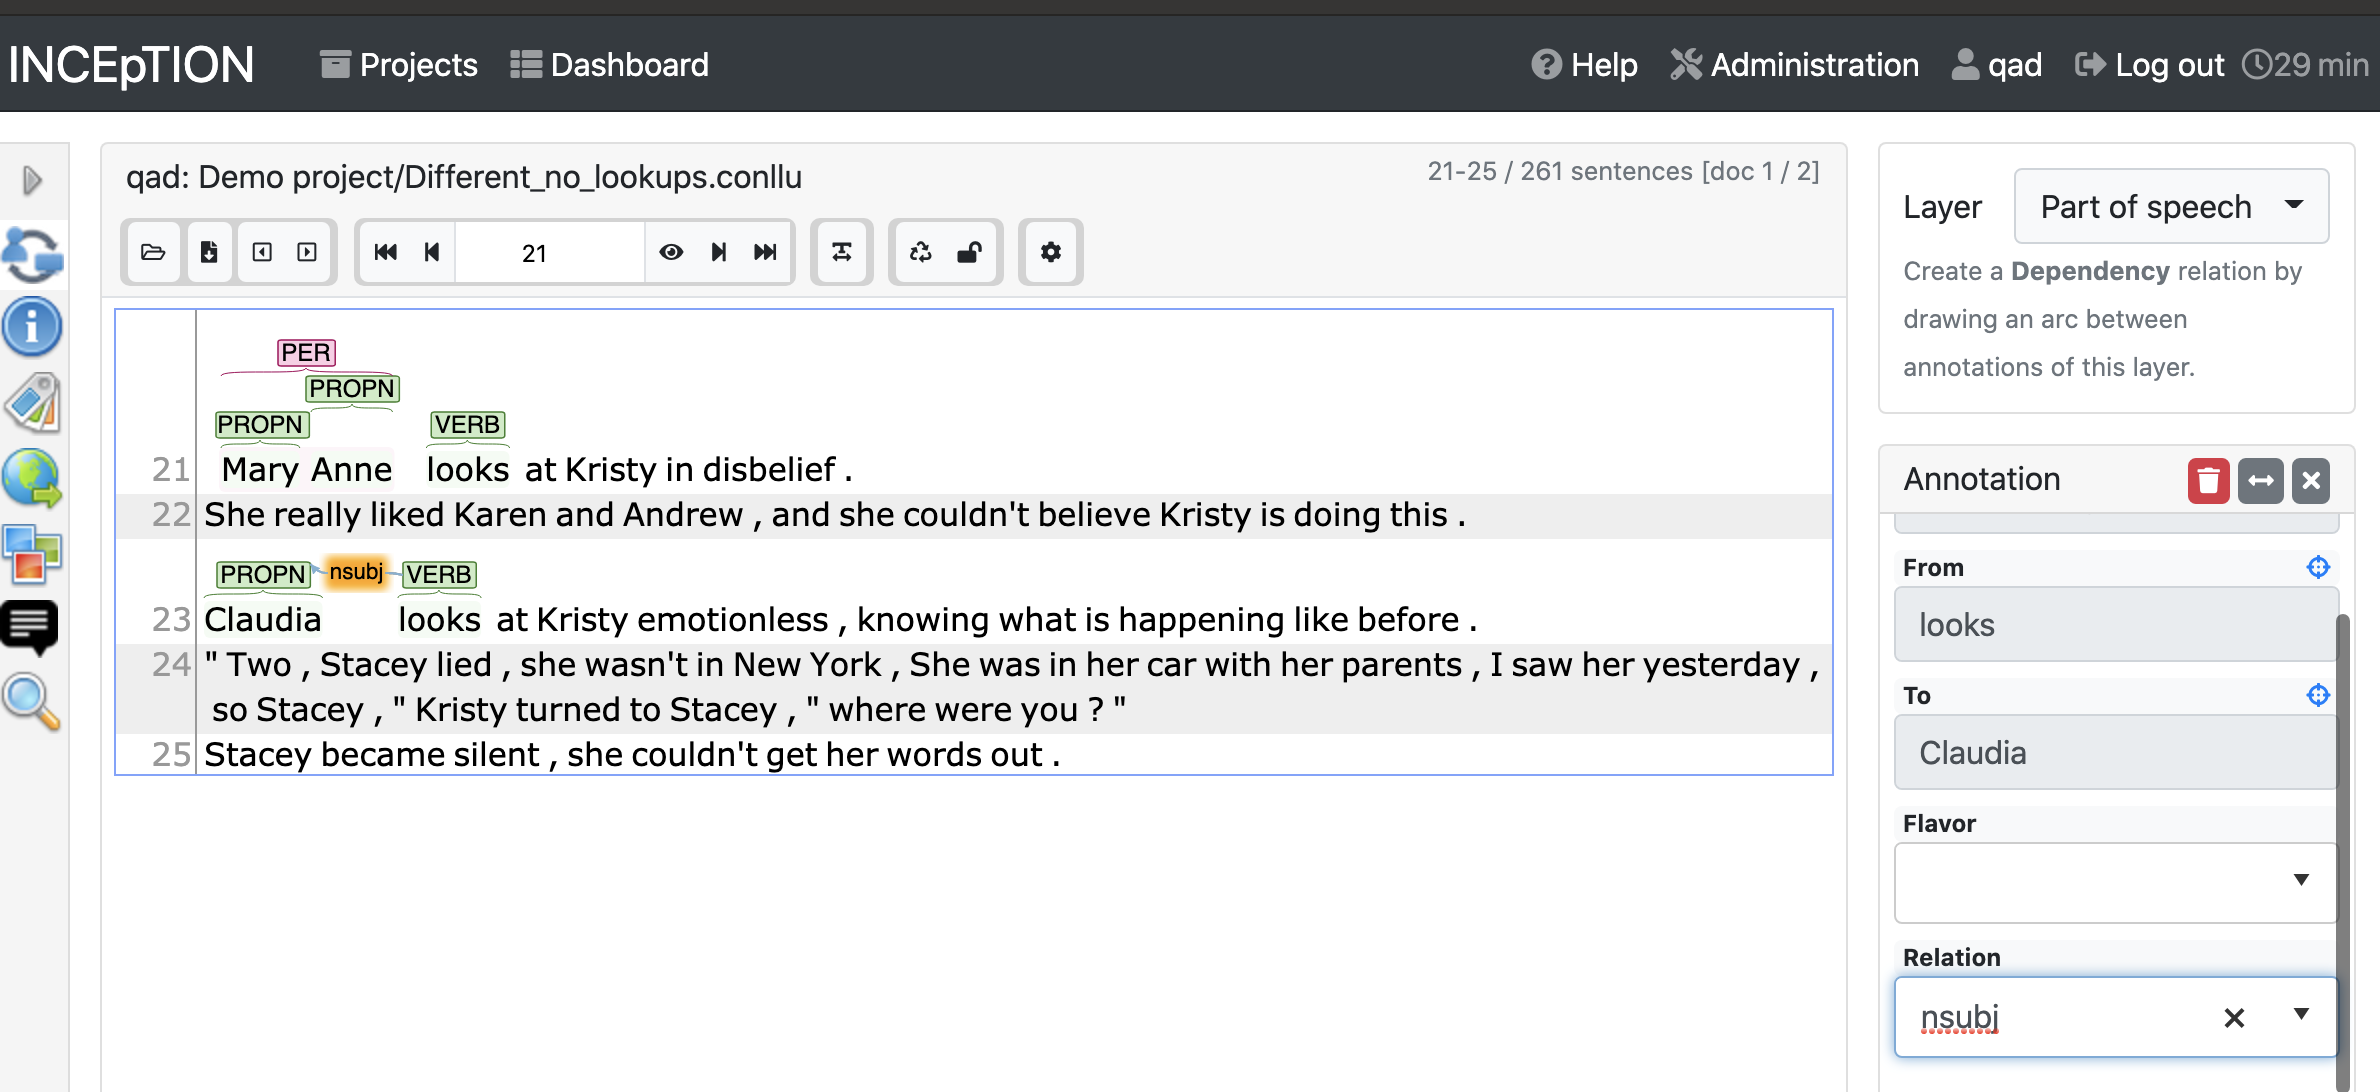 INCEpTION Projects Dashboard Help Administration qad Log out 29 min
qad: Demo project/Different_no_lookups.conllu 21-25 / 261 sentences [doc 1 / 2]
21
PER
PROPN
PROPN VERB
21 Mary Anne looks at Kristy in disbelief .
22 She really liked Karen and Andrew , and she couldn't believe Kristy is doing this .
PROPN nsubj VERB
23 Claudia looks at Kristy emotionless , knowing what is happening like before .
24 " Two , Stacey lied , she wasn't in New York , She was in her car with her parents , I saw her yesterday ,
so Stacey , " Kristy turned to Stacey , " where were you ? "
25 Stacey became silent , she couldn't get her words out .
Layer Part of speech
Create a Dependency relation by
drawing an arc between
annotations of this layer.
Annotation
From
looks
To
Claudia
Flavor
Relation
nsubj